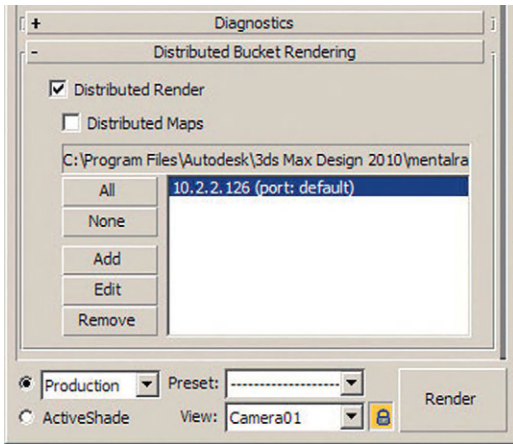 + Diagnostics
- Distributed Bucket Rendering
Distributed Render
Distributed Maps
C:\Program Files\Autodesk\3ds Max Design 2010\mentalra
All
10.2.2.126 (port: default)
None
Add
Edit
Remove
Production
Preset: -------------------
Render
ActiveShade
View: Camera01